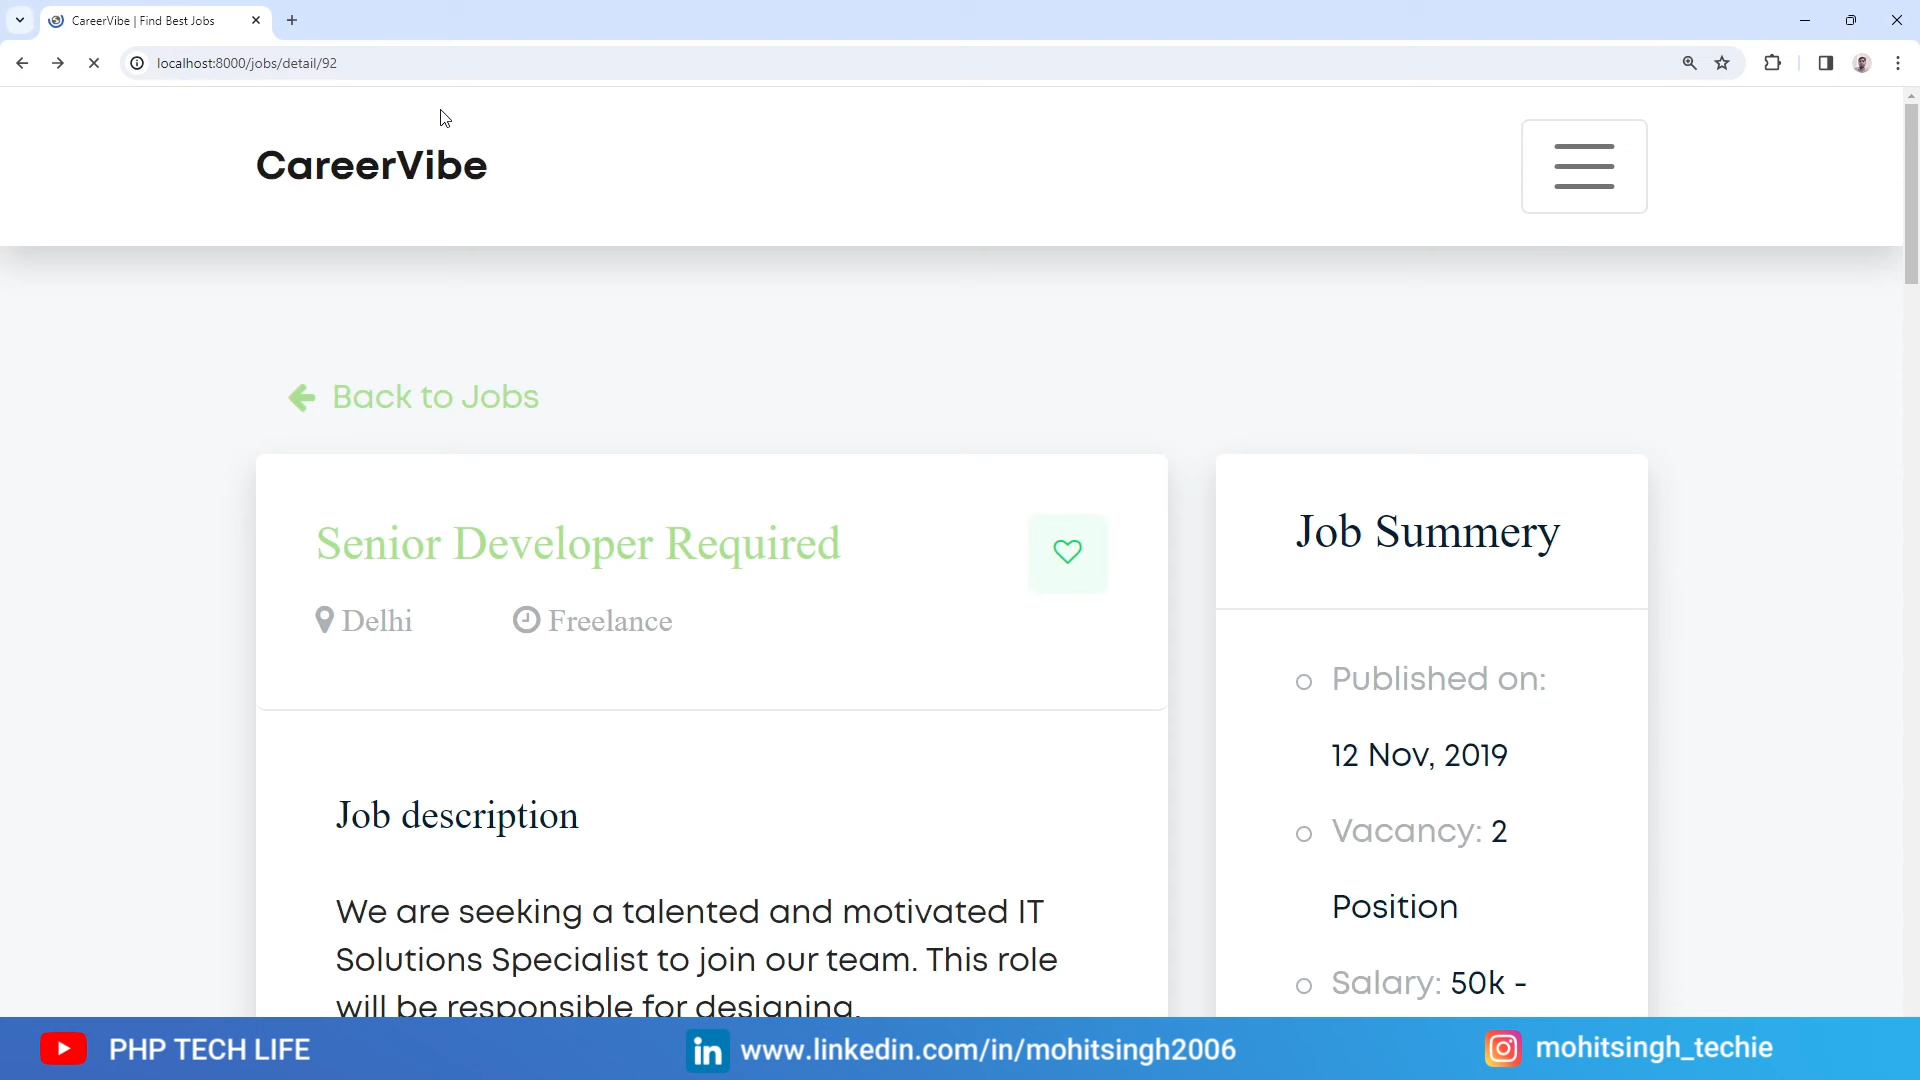 CareerVibe | Find Best Jobs
localhost:8000/jobs/detail/92
CareerVibe
Back to Jobs
Senior Developer Required
Delhi
Freelance
Job description
We are seeking a talented and motivated IT
Solutions Specialist to join our team. This role
will be responsible for designing,
Job Summery
Published on:
12 Nov, 2019
Vacancy: 2
Position
Salary: 50k -
PHP TECH LIFE
in
www.linkedin.com/in/mohitsingh2006
mohitsingh_techie